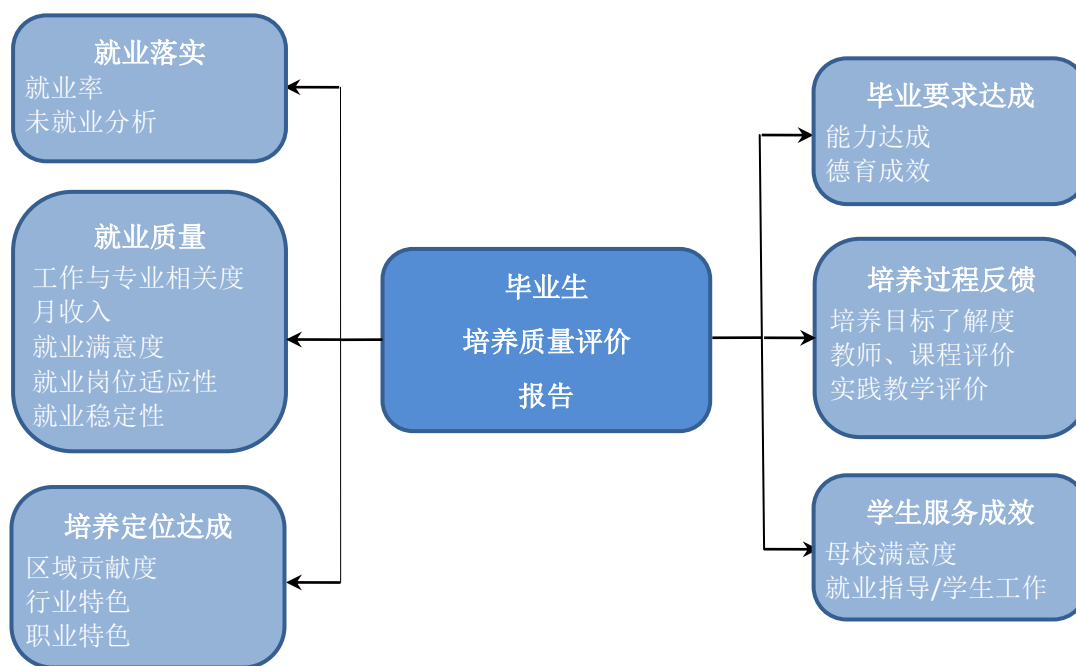 就业落实
就业率
未就业分析
就业质量
工作与专业相关度
月收入
就业满意度
就业岗位适应性
就业稳定性
培养定位达成
区域贡献度
行业特色
职业特色
毕业生
培养质量评价
报告
毕业要求达成
能力达成
德育成效
培养过程反馈
培养目标了解度
教师、课程评价
实践教学评价
学生服务成效
母校满意度
就业指导/学生工作